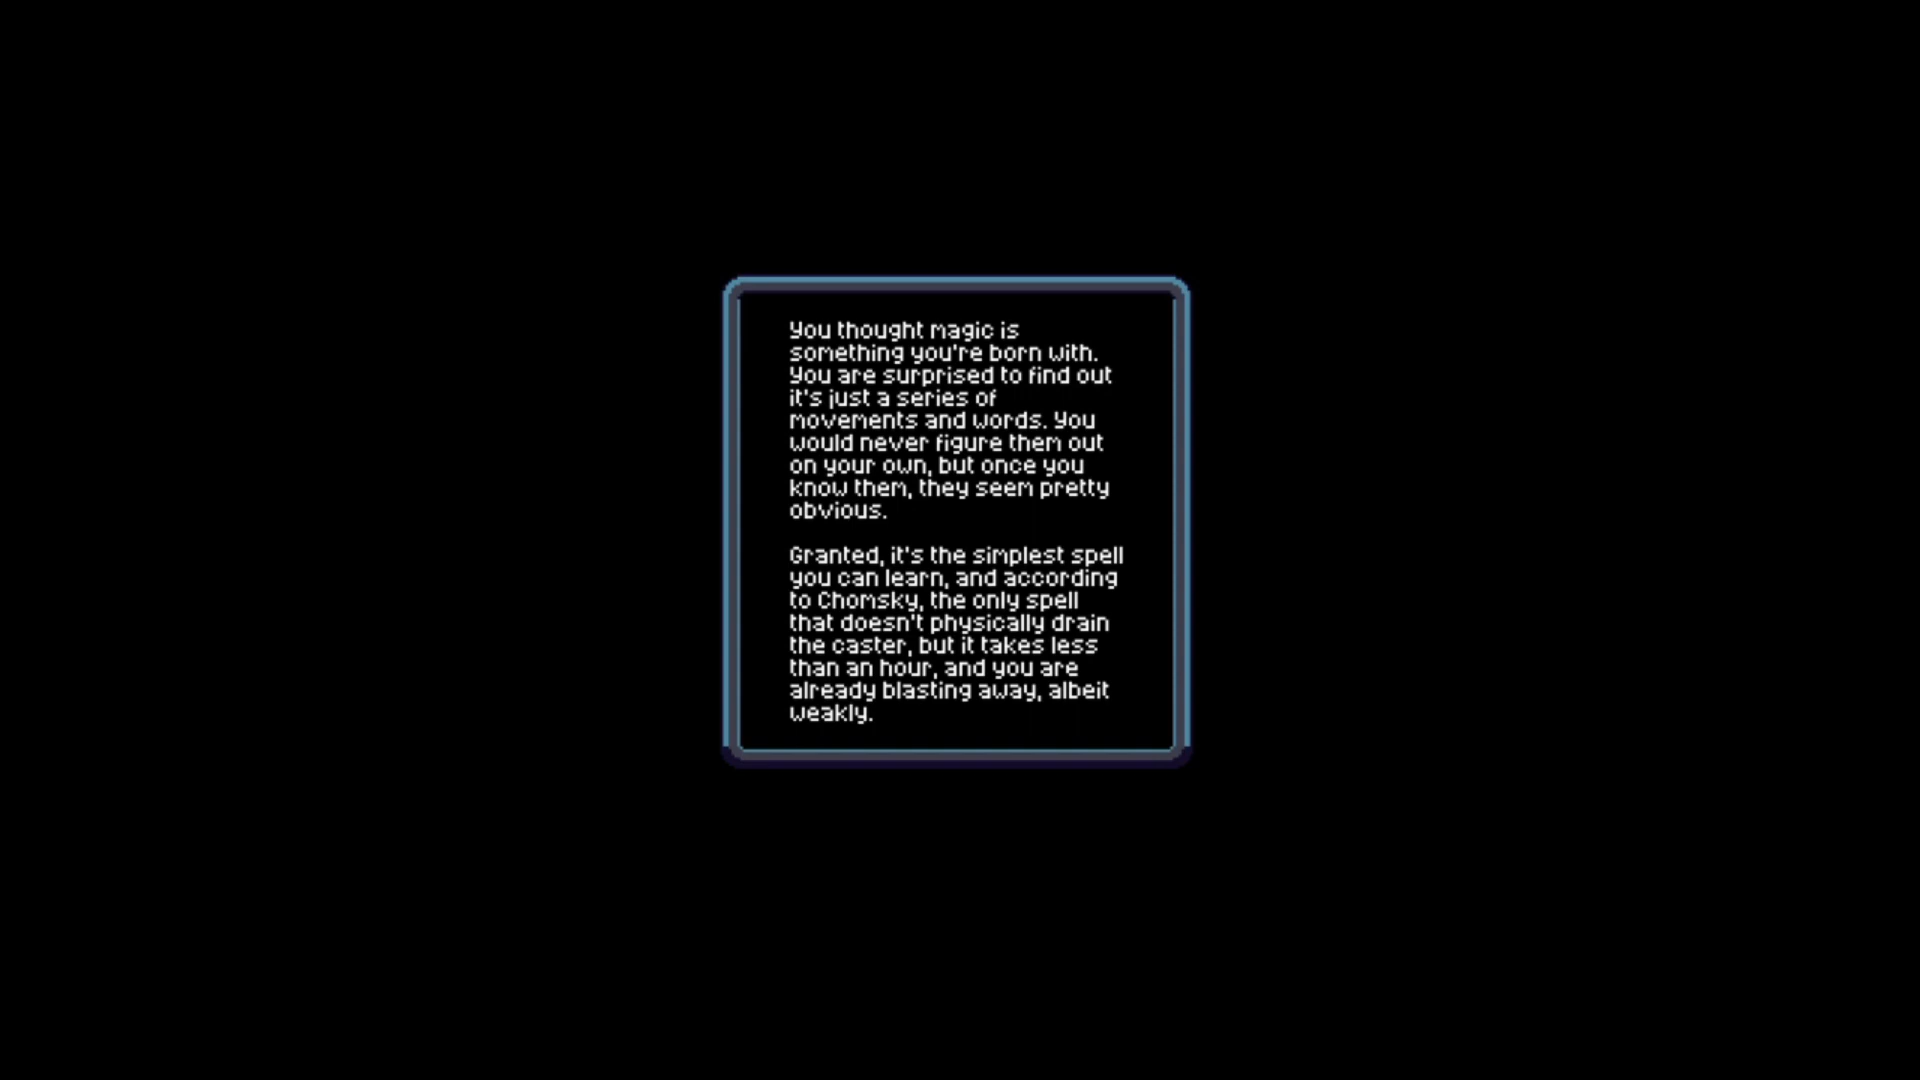 You thought magic is
something you're born with.
You are surprised to find out
it's just a series of
movements and words. You
would never figure them out
on your own, but once you
know them, they seem pretty
obvious.
Granted, it's the simplest spell
you can learn, and according
to Chomsky, the only spell
that doesn't physically drain
the caster, but it takes less
than an hour, and you are
already blasting away, albeit
weakly.